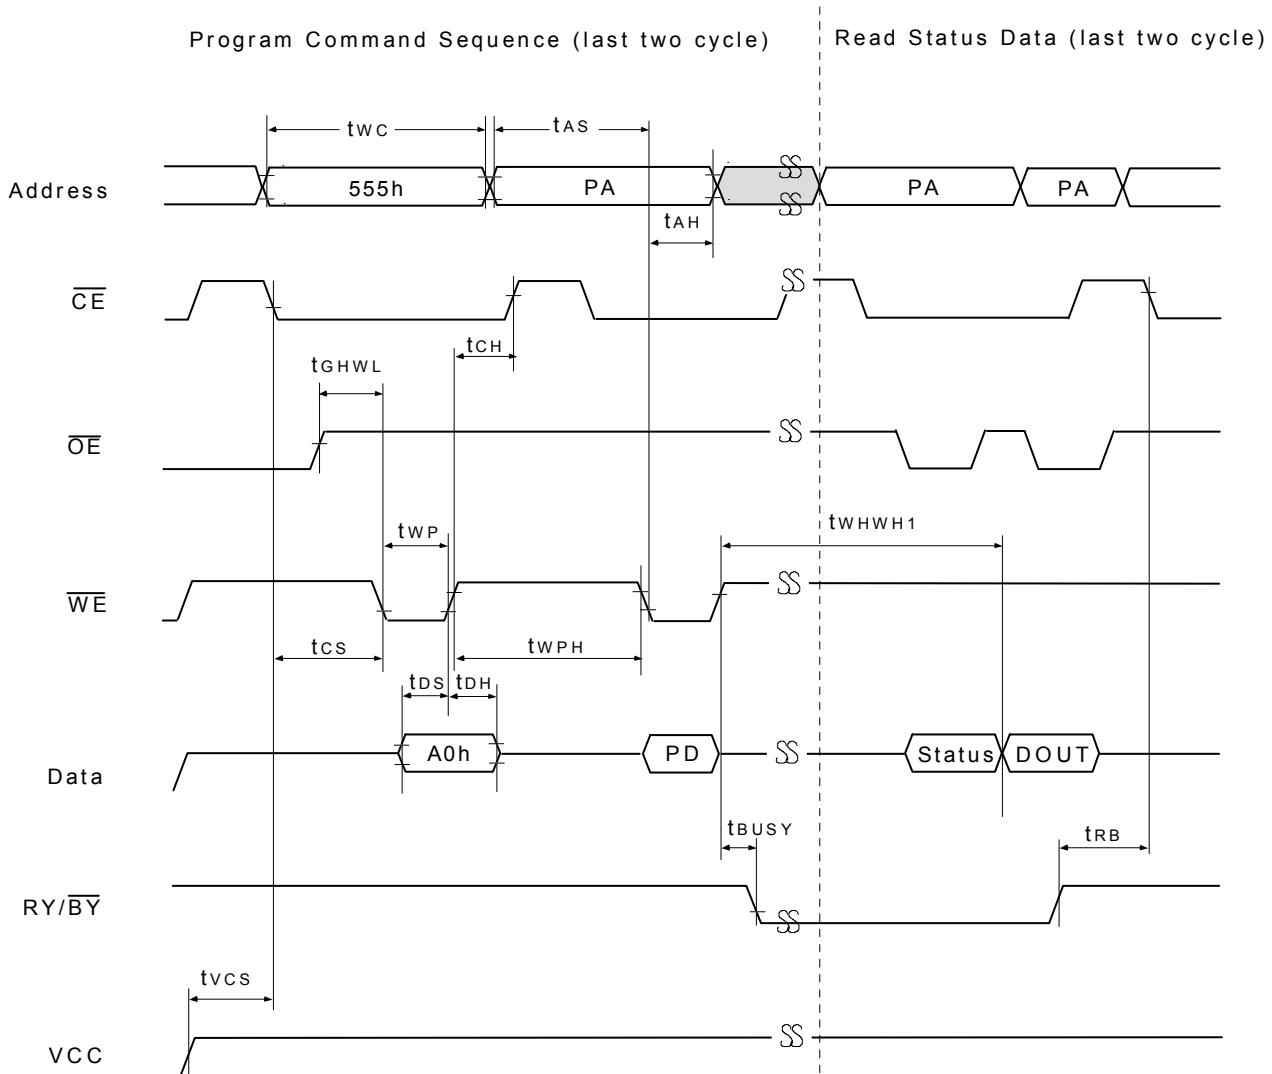 Program Command Sequence (last two cycle)
Read Status Data (last two cycle)
tWC
tAS
Address
555h
PA
PA
PA
tAH
CE
tCH
tGHWL
OE
tWHWH1
tWP
WE
tCS
tWPH
tDS
tDH
Data
A0h
PD
Status
DOUT
tBUSY
tRB
RY/BY
tVCS
VCC